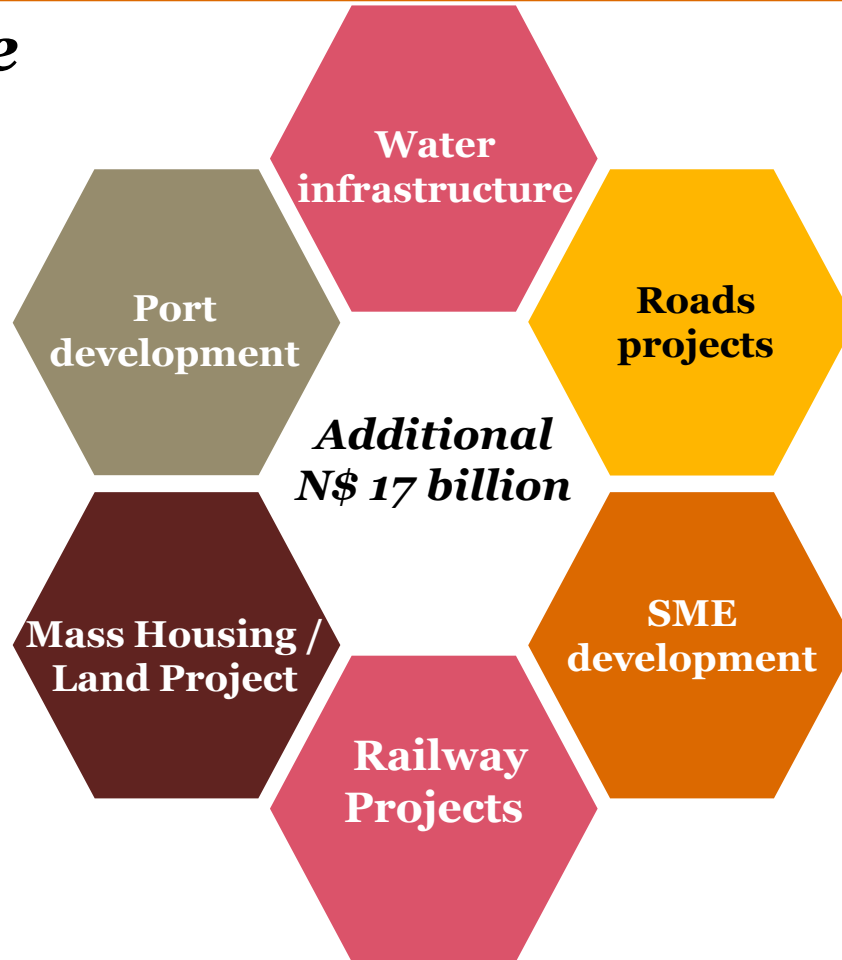 e
Water
infrastructure
Port
development
Roads
projects
Additional
N$ 17 billion
Mass Housing /
Land Project
SME
development
Railway
Projects